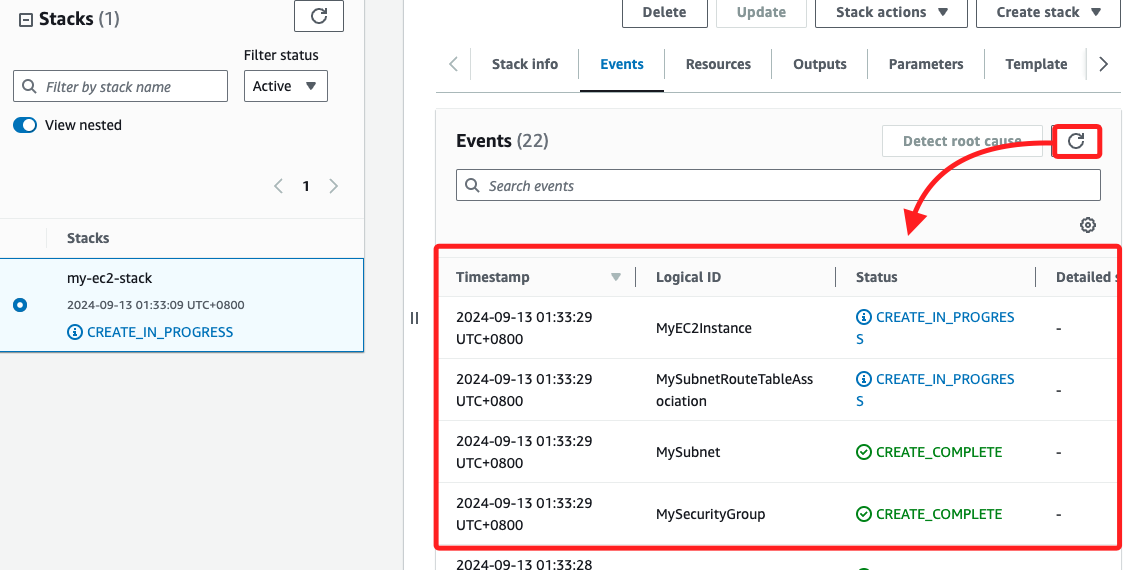 Stacks (1)
Filter status
Filter by stack name
Active
View nested
1
Stacks
my-ec2-stack
2024-09-13 01:33:09 UTC+0800
CREATE_IN_PROGRESS
Delete
Update
Stack actions
Create stack
Stack info
Events
Resources
Outputs
Parameters
Template
Events (22)
Detect root cause
Search events
Timestamp
Logical ID
Status
Detailed
2024-09-13 01:33:29
UTC+0800
MyEC2Instance
CREATE_IN_PROGRES
S
-
2024-09-13 01:33:29
UTC+0800
MySubnetRouteTableAss
ociation
CREATE_IN_PROGRES
S
-
2024-09-13 01:33:29
UTC+0800
MySubnet
CREATE_COMPLETE
-
2024-09-13 01:33:29
UTC+0800
MySecurityGroup
CREATE_COMPLETE
-
2024-09-13 01:33:28